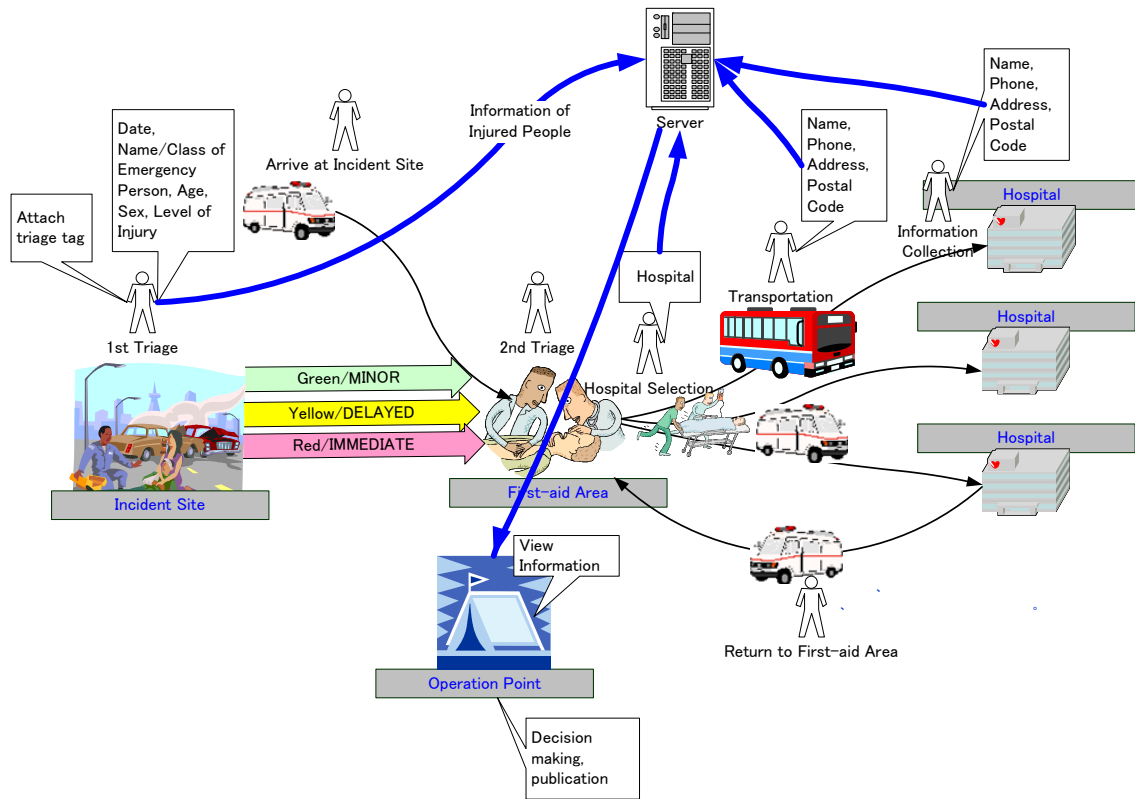 Server
Information of
Injured People
Arrive at Incident Site
Date,
Name/Class of
Emergency
Person, Age,
Sex, Level of
Injury
Attach
triage tag
1st Triage
Name,
Phone,
Address,
Postal
Code
Name,
Phone,
Address,
Postal
Code
Hospital
Information
Collection
Hospital
Transportation
2nd Triage
Hospital
Hospital Selection
Green/MINOR
Yellow/DELAYED
Red/IMMEDIATE
Hospital
Incident Site
First-aid Area
View
Information
Return to First-aid Area
Operation Point
Decision
making,
publication